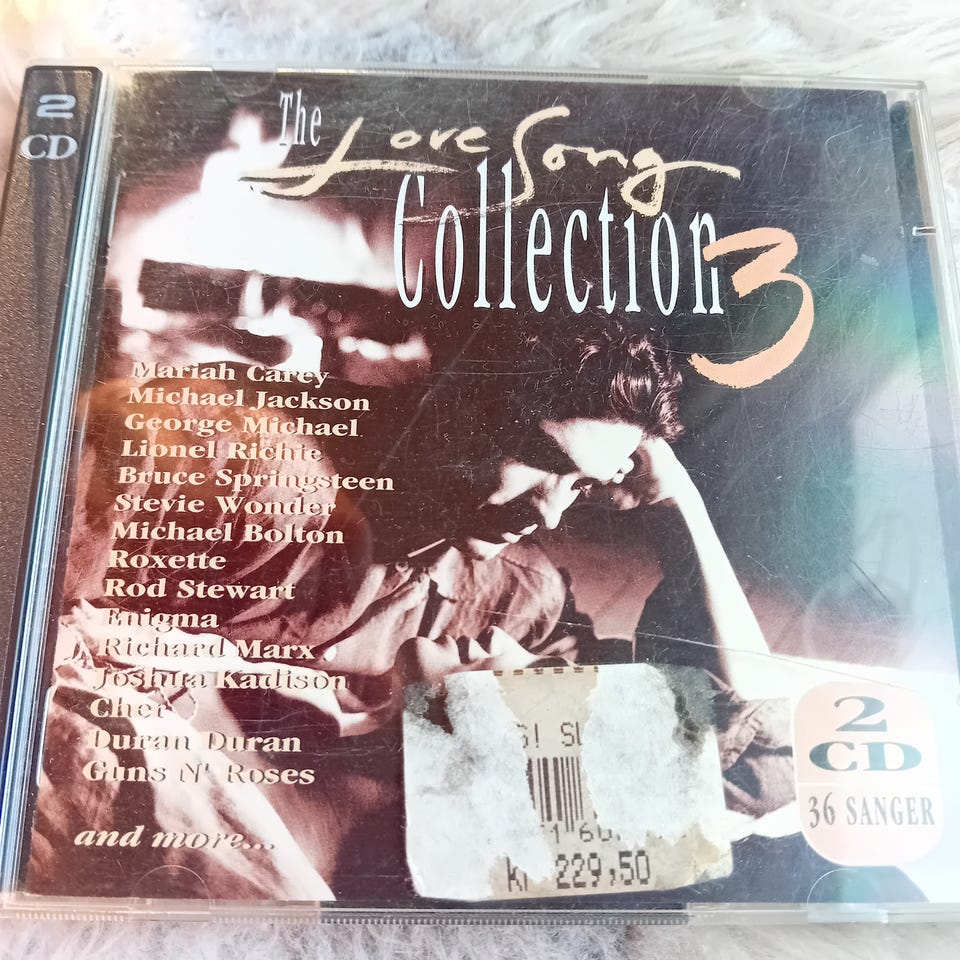 2
CD
The Love Song
Collection 3
Mariah Carey
Michael Jackson
George Michael
Lionel Richie
Bruce Springsteen
Stevie Wonder
Michael Bolton
Roxette
Rod Stewart
Enigma
Richard Marx
Joshua Kadison
Cher
Duran Duran
Guns N' Roses
and more...
2
CD
36 SANGER
kr 229,50